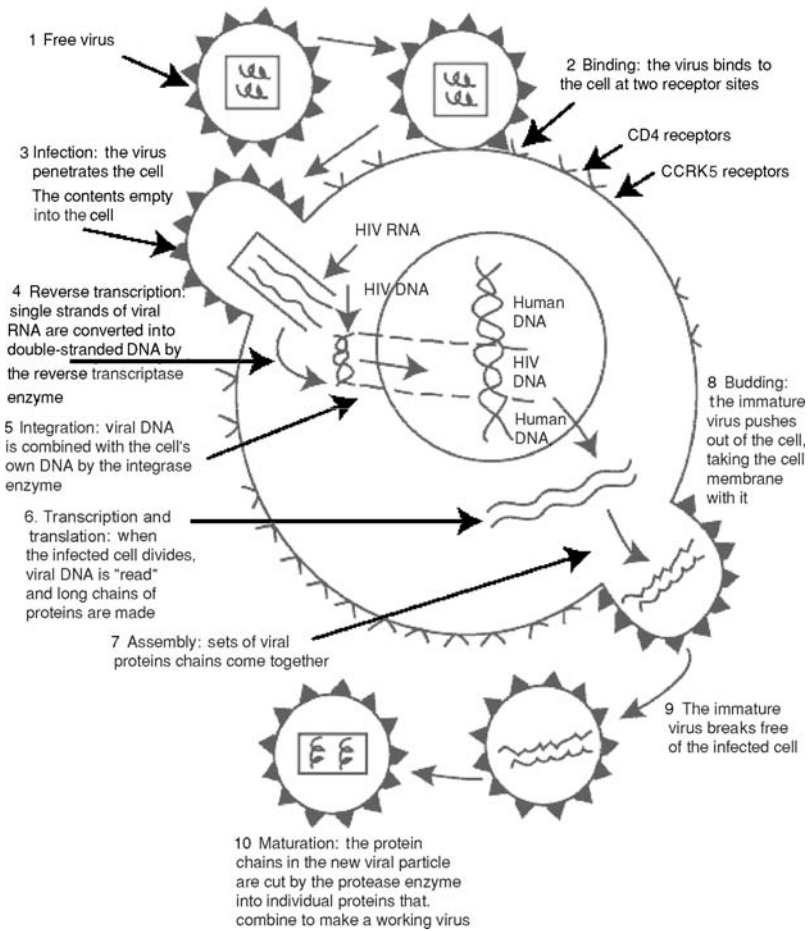 1 Free virus
2 Binding: the virus binds to
the cell at two receptor sites
CD4 receptors
CCRK5 receptors
3 Infection: the virus
penetrates the cell
The contents empty
into the cell
HIV RNA
HIV DNA
Human
DNA
HIV
DNA
Human
DNA
4 Reverse transcription:
single strands of viral
RNA are converted into
double-stranded DNA by
the reverse transcriptase
enzyme
5 Integration: viral DNA
is combined with the cell's
own DNA by the integrase
enzyme
6. Transcription and
translation: when
the infected cell divides,
viral DNA is "read"
and long chains of
proteins are made
7 Assembly: sets of viral
proteins chains come together
8 Budding:
the immature
virus pushes
out of the cell,
taking the cell
membrane
with it
9 The immature
virus breaks free
of the infected cell
10 Maturation: the protein
chains in the new viral particle
are cut by the protease enzyme
into individual proteins that.
combine to make a working virus